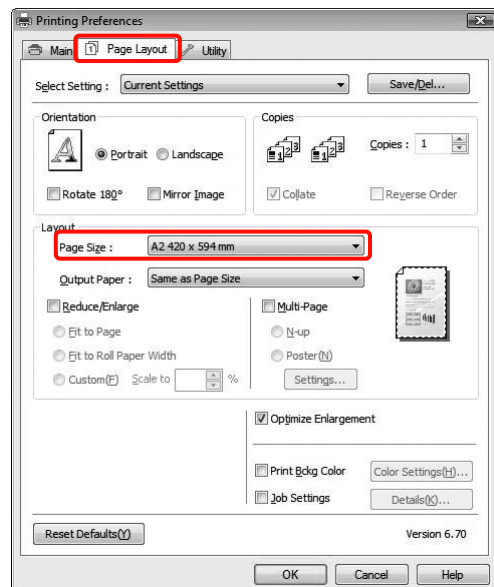 Printing Preferences
Main Page Layout Utility
Select Setting : Current Settings Save/Del...
Orientation Copies
A Portrait Landscape Copies : 1
Rotate 180° Mirror Image Collate Reverse Order
Layout
Page Size : A2 420 x 594 mm
Output Paper : Same as Page Size
Reduce/Enlarge Multi-Page
Fit to Page N-up
Fit to Roll Paper Width Poster(N)
Custom(F) Scale to % Settings...
Optimize Enlargement
Print Bckg Color Color Settings(H)...
Job Settings Details(K)...
Reset Defaults(Y) Version 6.70
OK Cancel Help